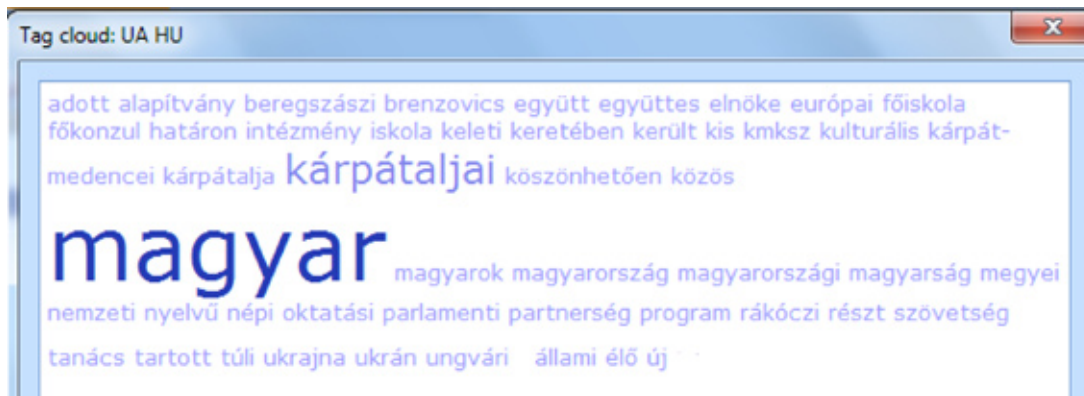 Tag cloud: UA HU
adott alapítvány beregszászi brenzovics együtt együttes elnöke európai főiskola
főkonzul határon intézmény iskola keleti keretében került kis kmksz kulturális kárpát-
medencei kárpátalja kárpátaljai köszönhetően közös
magyar magyarok magyarország magyarországi magyarság megyei
nemzeti nyelvű népi oktatási parlamenti partnerség program rákóczi részt szövetség
tanács tartott túli ukrajna ukrán ungvári állami élő új